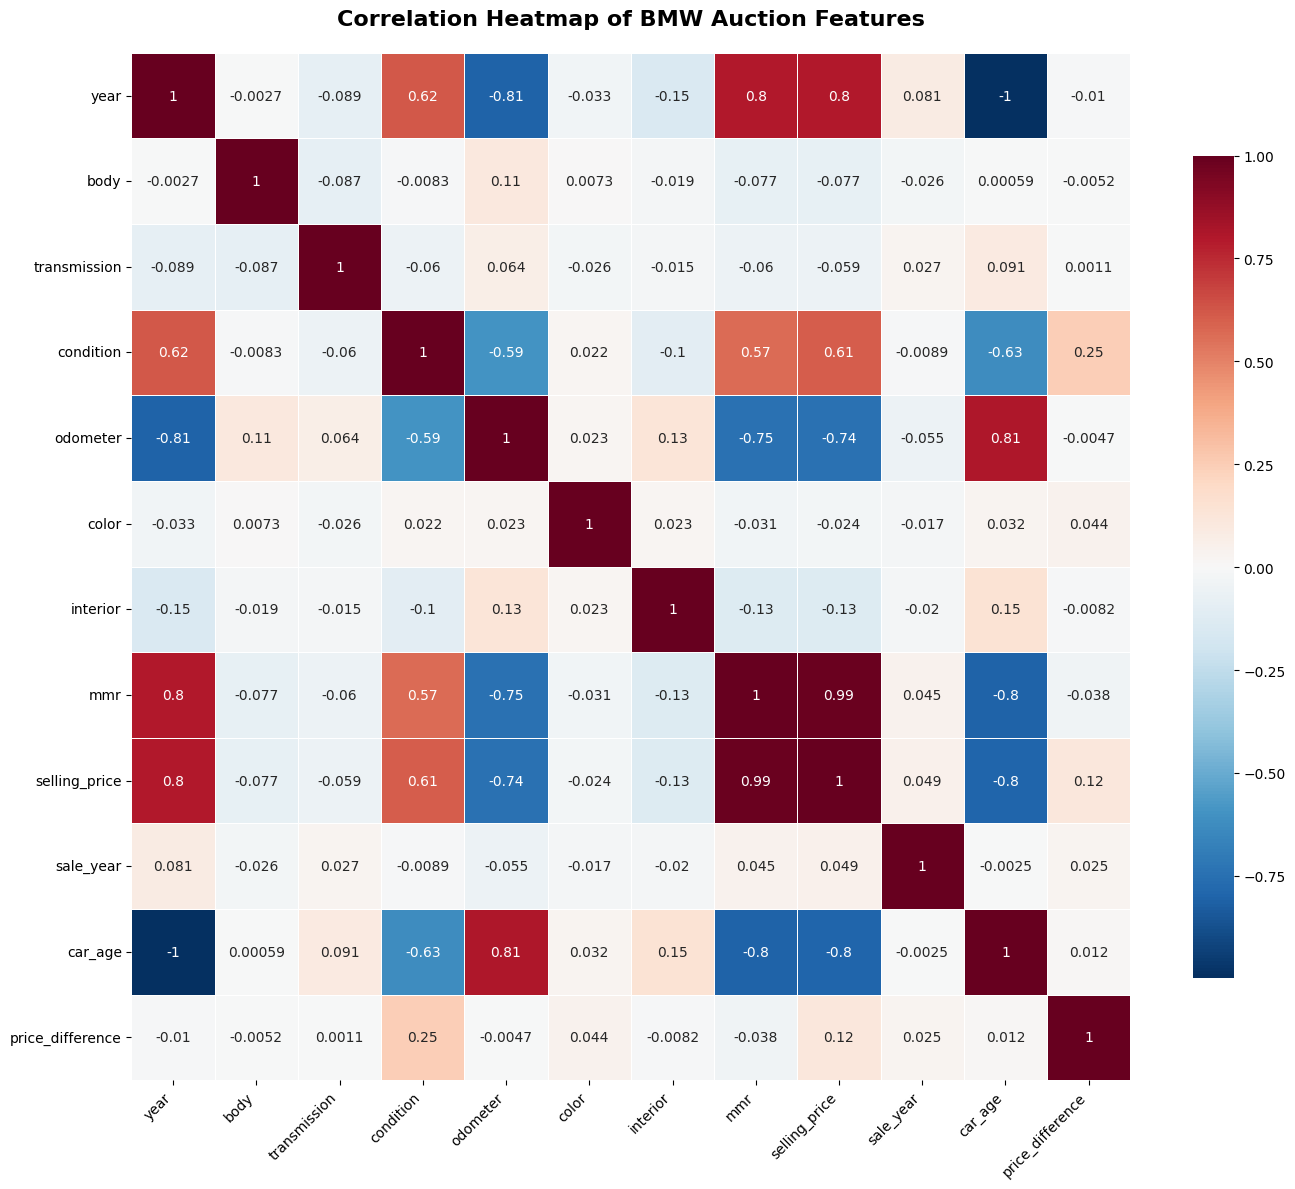 Correlation Heatmap of BMW Auction Features
year 1 -0.0027 -0.089 0.62 -0.81 -0.033 -0.15 0.8 0.8 0.081 -1 -0.01
body -0.0027 1 -0.087 -0.0083 0.11 0.0073 -0.019 -0.077 -0.077 -0.026 0.00059 -0.0052
transmission -0.089 -0.087 1 -0.06 0.064 -0.026 -0.015 -0.06 -0.059 0.027 0.091 0.0011
condition 0.62 -0.0083 -0.06 1 -0.59 0.022 -0.1 0.57 0.61 -0.0089 -0.63 0.25
odometer -0.81 0.11 0.064 -0.59 1 0.023 0.13 -0.75 -0.74 -0.055 0.81 -0.0047
color -0.033 0.0073 -0.026 0.022 0.023 1 0.023 -0.031 -0.024 -0.017 0.032 0.044
interior -0.15 -0.019 -0.015 -0.1 0.13 0.023 1 -0.13 -0.13 -0.02 0.15 -0.0082
mmr 0.8 -0.077 -0.06 0.57 -0.75 -0.031 -0.13 1 0.99 0.045 -0.8 -0.038
selling_price 0.8 -0.077 -0.059 0.61 -0.74 -0.024 -0.13 0.99 1 0.049 -0.8 0.12
sale_year 0.081 -0.026 0.027 -0.0089 -0.055 -0.017 -0.02 0.045 0.049 1 -0.0025 0.025
car_age -1 0.00059 0.091 -0.63 0.81 0.032 0.15 -0.8 -0.8 -0.0025 1 0.012
price_difference -0.01 -0.0052 0.0011 0.25 -0.0047 0.044 -0.0082 -0.038 0.12 0.025 0.012 1
year body transmission condition odometer color interior mmr selling_price sale_year car_age price_difference
1.00
0.75
0.50
0.25
0.00
−0.25
−0.50
−0.75